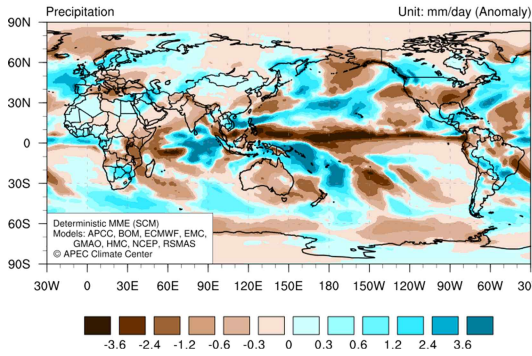 Precipitation Unit: mm/day (Anomaly)
90N
60N
30N
0
30S
60S
90S
Deterministic MME (SCM)
Models: APCC, BOM, ECMWF, EMC,
GMAO, HMC, NCEP, RSMAS
© APEC Climate Center
30W 0 30E 60E 90E 120E 150E 180 150W 120W 90W 60W 30W
-3.6 -2.4 -1.2 -0.6 -0.3 0 0.3 0.6 1.2 2.4 3.6